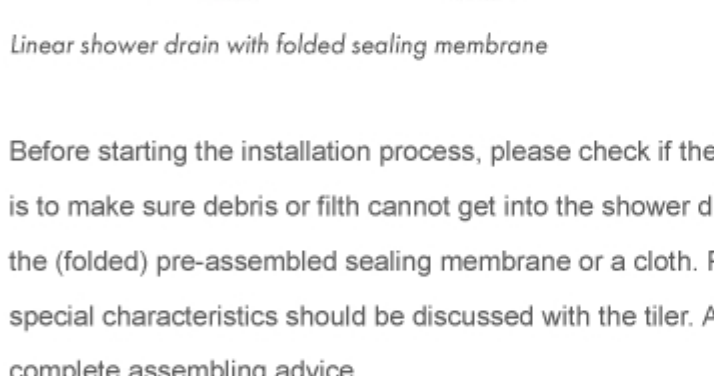 Linear shower drain with folded sealing membrane
Before starting the installation process, please check if the
is to make sure debris or filth cannot get into the shower d
the (folded) pre-assembled sealing membrane or a cloth.
special characteristics should be discussed with the tiler. A
complete assembling advice